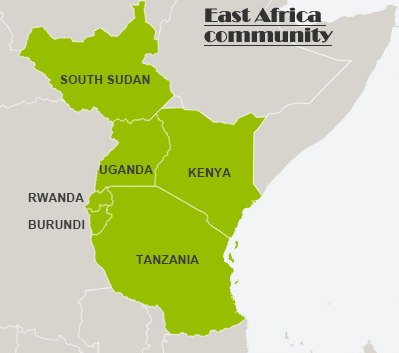 East Africa
community
SOUTH SUDAN
UGANDA
KENYA
RWANDA
BURUNDI
TANZANIA